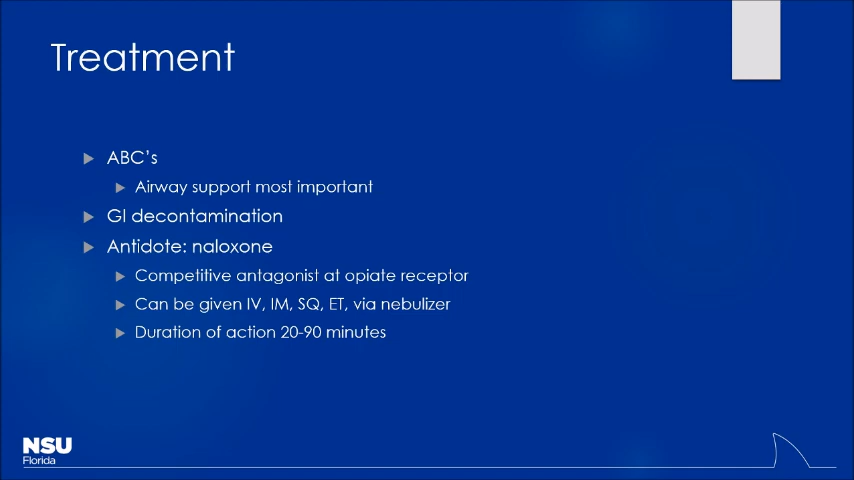 Treatment
ABC's
Airway support most important
GI decontamination
Antidote: naloxone
Competitive antagonist at opiate receptor
Can be given IV, IM, SQ, ET, via nebulizer
Duration of action 20-90 minutes
NSU
Florida